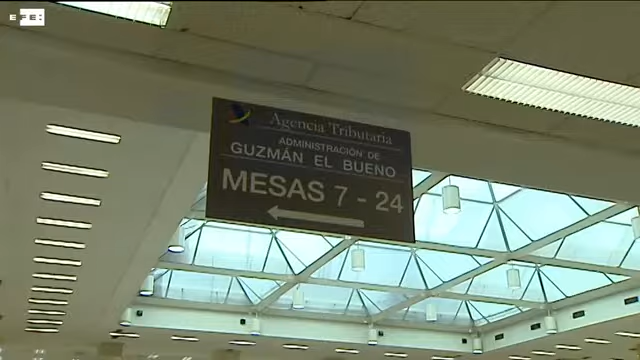 EFE:
Agencia Tributaria
ADMINISTRACIÓN DE
GUZMÁN EL BUENO
MESAS 7 - 24